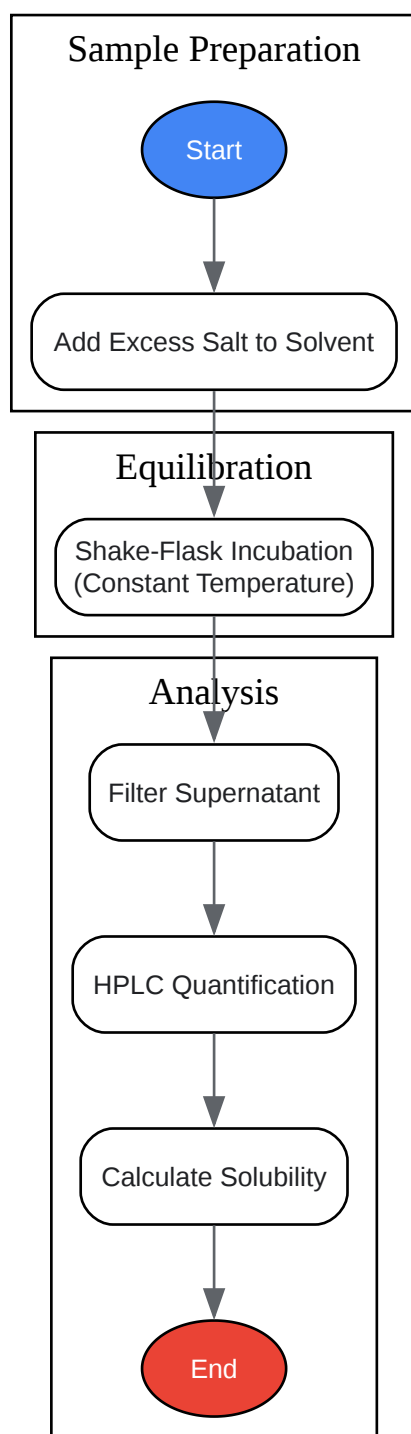 Sample Preparation
Start
Add Excess Salt to Solvent
Equilibration
Shake-Flask Incubation
(Constant Temperature)
Analysis
Filter Supernatant
HPLC Quantification
Calculate Solubility
End